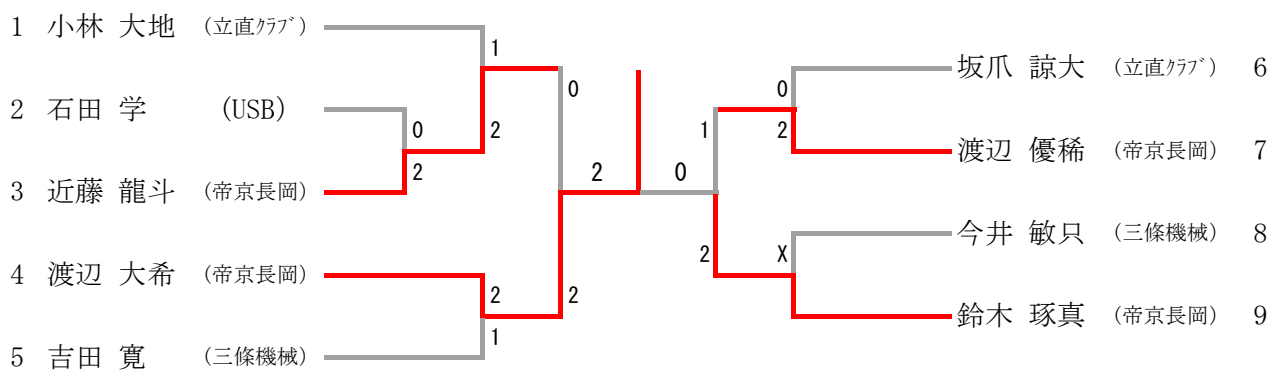 1 小林 大地 (立直ｸﾗﾌﾞ)
1
0
2 石田 学 (USB)
0
2
2
3 近藤 龍斗 (帝京長岡)
4 渡辺 大希 (帝京長岡)
2
2
1
5 吉田 寛 (三條機械)
2
0
坂爪 諒大 (立直ｸﾗﾌﾞ) 6
0
1
2
渡辺 優稀 (帝京長岡) 7
今井 敏只 (三條機械) 8
2
X
鈴木 琢真 (帝京長岡) 9